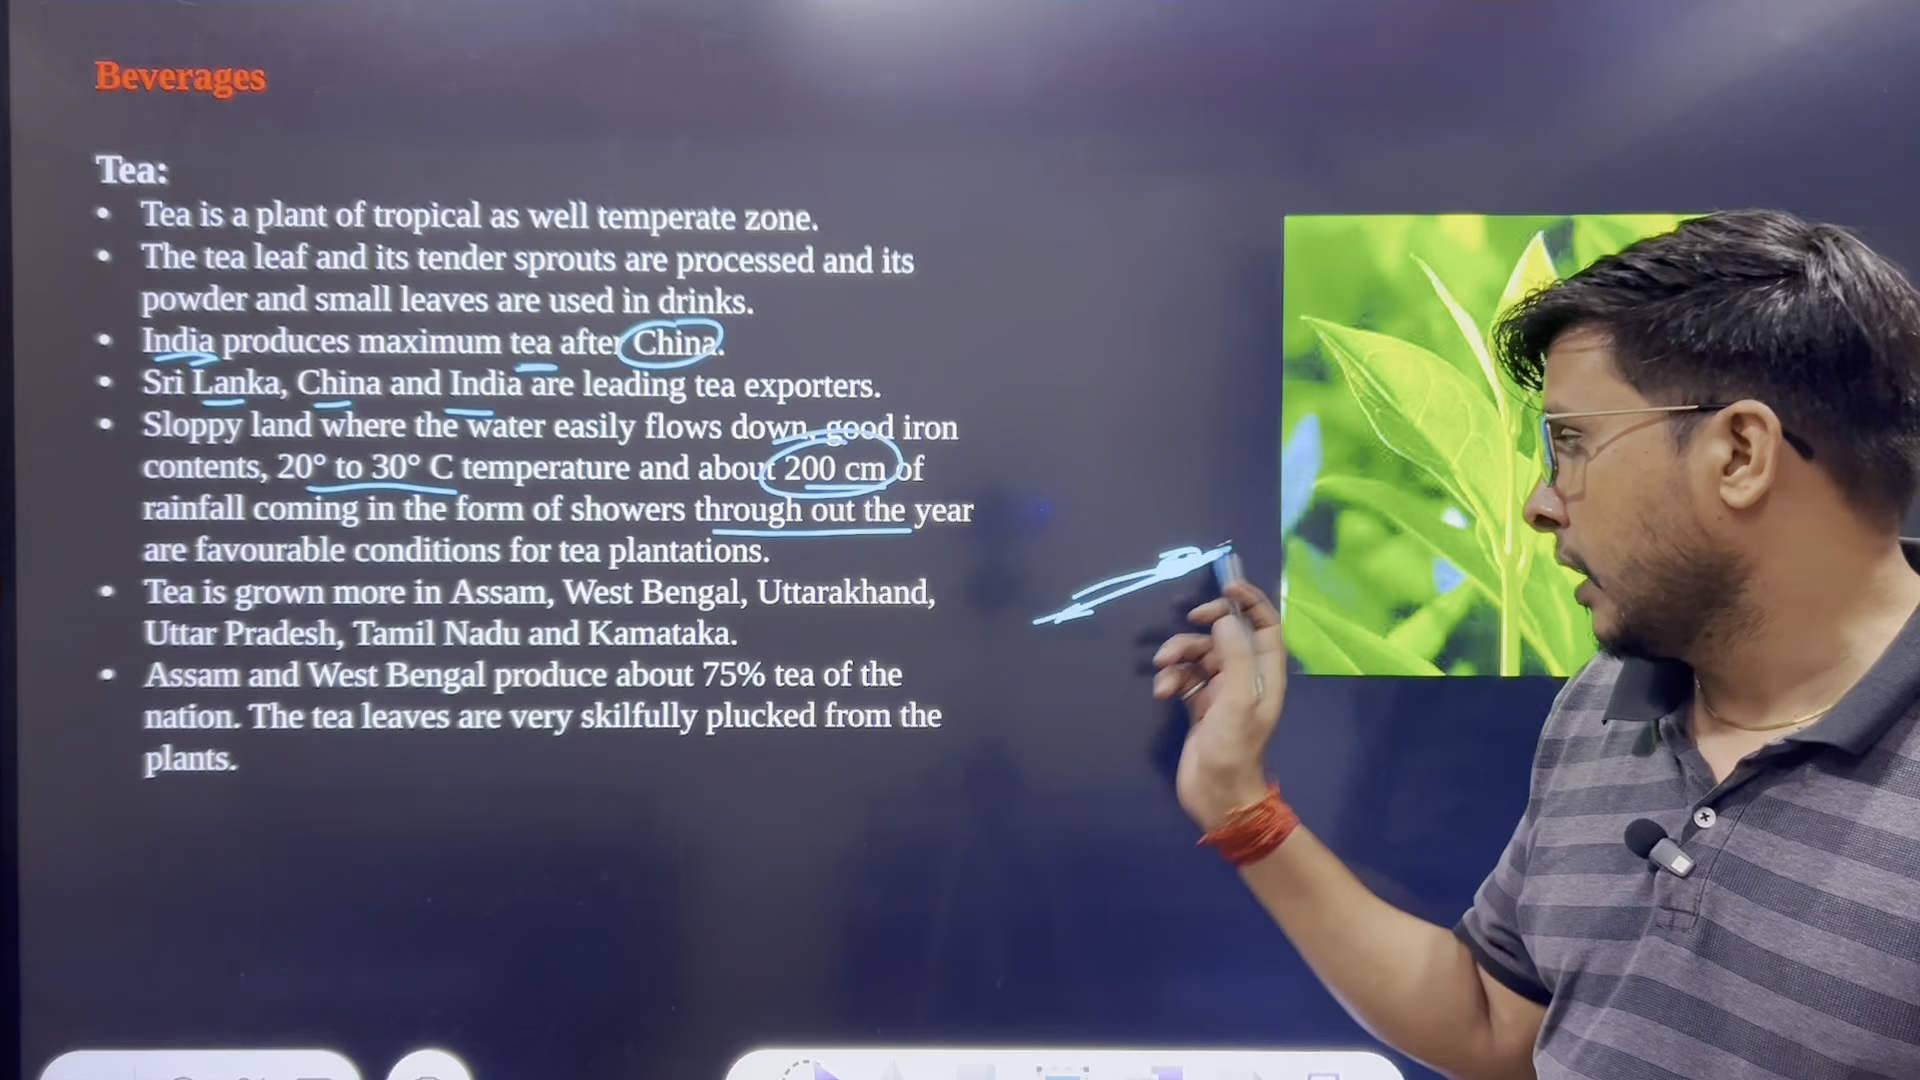 Beverages
Tea:
• Tea is a plant of tropical as well temperate zone.
• The tea leaf and its tender sprouts are processed and its
powder and small leaves are used in drinks.
• India produces maximum tea after China.
• Sri Lanka, China and India are leading tea exporters.
• Sloppy land where the water easily flows down, good iron
contents, 20° to 30° C temperature and about 200 cm of
rainfall coming in the form of showers through out the year
are favourable conditions for tea plantations.
• Tea is grown more in Assam, West Bengal, Uttarakhand,
Uttar Pradesh, Tamil Nadu and Kamataka.
• Assam and West Bengal produce about 75% tea of the
nation. The tea leaves are very skilfully plucked from the
plants.